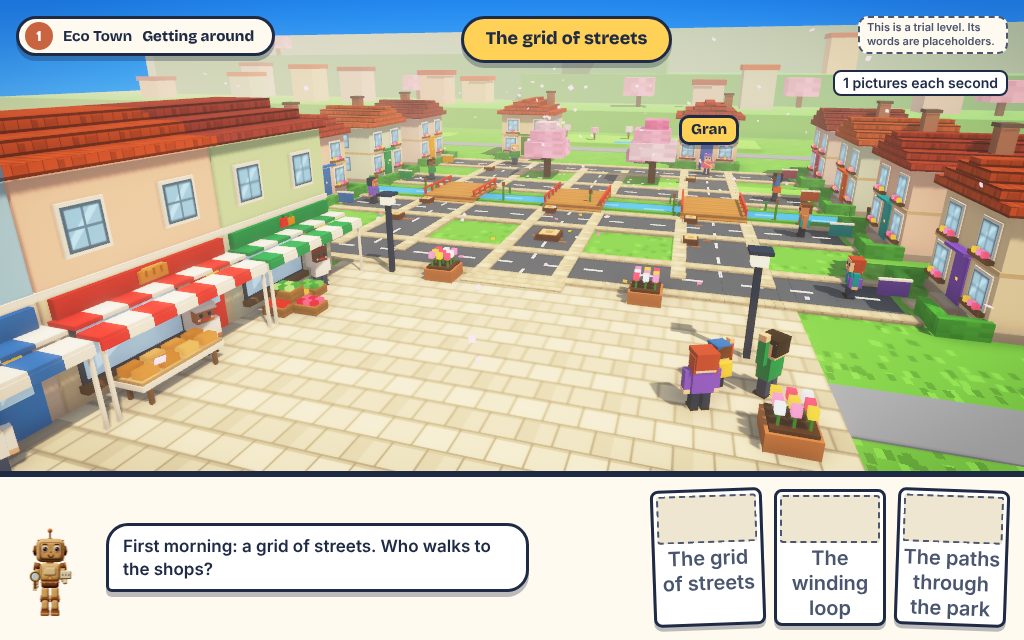 1 Eco Town Getting around
The grid of streets
This is a trial level. Its
words are placeholders.
1 pictures each second
Gran
First morning: a grid of streets. Who walks to
the shops?
The grid
of streets
The
winding
loop
The paths
through
the park